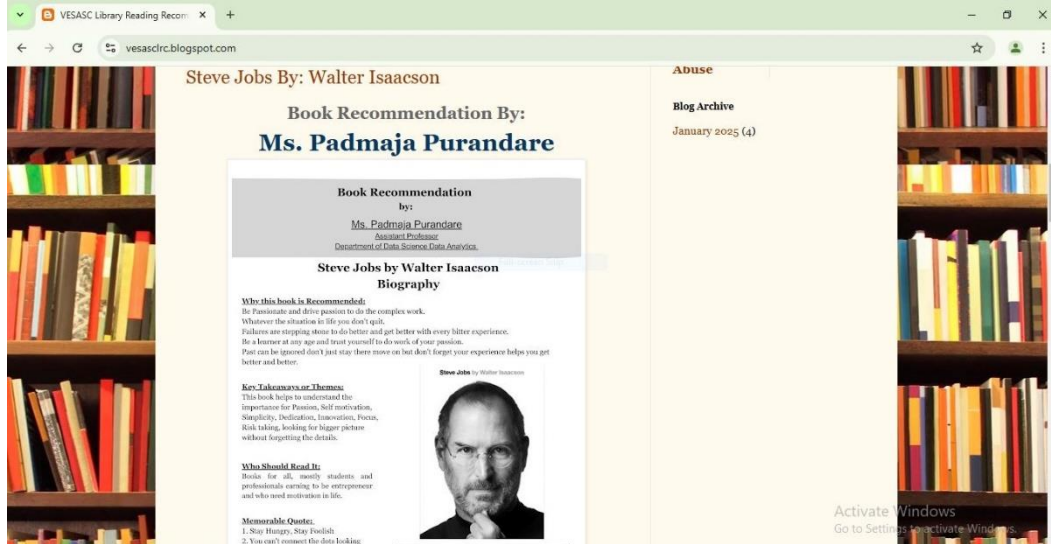 VESASC Library Reading Recom
vesasclrc.blogspot.com
Steve Jobs By: Walter Isaacson
Book Recommendation By:
Ms. Padmaja Purandare
Book Recommendation
by:
Ms. Padmaja Purandare
Assistant Professor
Department of Data Science Data Analytics.
Steve Jobs by Walter Isaacson
Biography
Why this book is Recommended:
Be Passionate and drive passion to do the complex work.
Whatever the situation in life you don't quit.
Failures are stepping stone to do better and get better with every bitter experience.
Be a learner at any age and trust yourself to do work of your passion.
Past can be ignored don't just stay there move on but don't forget your experience helps you get
better and better.
Key Takeaways or Themes:
This book helps to understand the
importance for Passion, Self motivation,
Simplicity, Dedication, Innovation, Focus,
Risk taking, looking for bigger picture
without forgetting the details.
Steve Jobs by Walter Isaacson
Who Should Read It:
Books for all, mostly students and
professionals earning to be entrepreneur
and who need motivation in life.
Memorable Quote:
1. Stay Hungry, Stay Foolish
2. You can't connect the dots looking
Abuse
Blog Archive
January 2025 (4)
Activate Windows
Go to Settings to activate Windows.